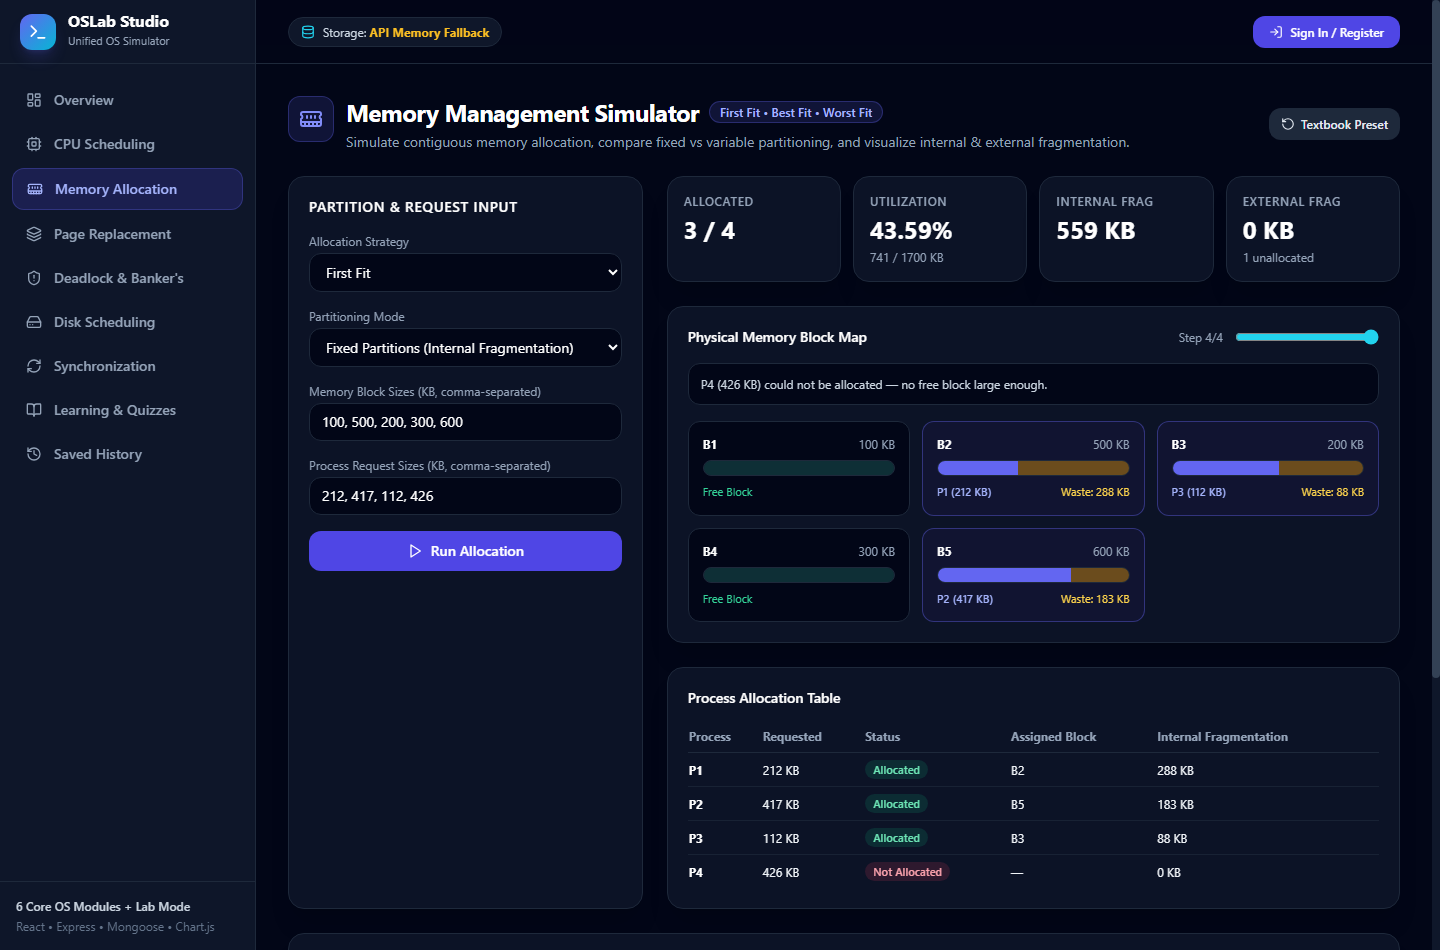 OSLab Studio
Unified OS Simulator
Overview
CPU Scheduling
Memory Allocation
Page Replacement
Deadlock & Banker's
Disk Scheduling
Synchronization
Learning & Quizzes
Saved History
6 Core OS Modules + Lab Mode
React • Express • Mongoose • Chart.js
Storage: API Memory Fallback
Sign In / Register
Memory Management Simulator
First Fit • Best Fit • Worst Fit
Simulate contiguous memory allocation, compare fixed vs variable partitioning, and visualize internal & external fragmentation.
Textbook Preset
PARTITION & REQUEST INPUT
Allocation Strategy
First Fit
Partitioning Mode
Fixed Partitions (Internal Fragmentation)
Memory Block Sizes (KB, comma-separated)
100, 500, 200, 300, 600
Process Request Sizes (KB, comma-separated)
212, 417, 112, 426
Run Allocation
ALLOCATED
3 / 4
UTILIZATION
43.59%
741 / 1700 KB
INTERNAL FRAG
559 KB
EXTERNAL FRAG
0 KB
1 unallocated
Physical Memory Block Map
Step 4/4
P4 (426 KB) could not be allocated — no free block large enough.
B1 100 KB
Free Block
B2 500 KB
P1 (212 KB) Waste: 288 KB
B3 200 KB
P3 (112 KB) Waste: 88 KB
B4 300 KB
Free Block
B5 600 KB
P2 (417 KB) Waste: 183 KB
Process Allocation Table
Process Requested Status Assigned Block Internal Fragmentation
P1 212 KB Allocated B2 288 KB
P2 417 KB Allocated B5 183 KB
P3 112 KB Allocated B3 88 KB
P4 426 KB Not Allocated — 0 KB